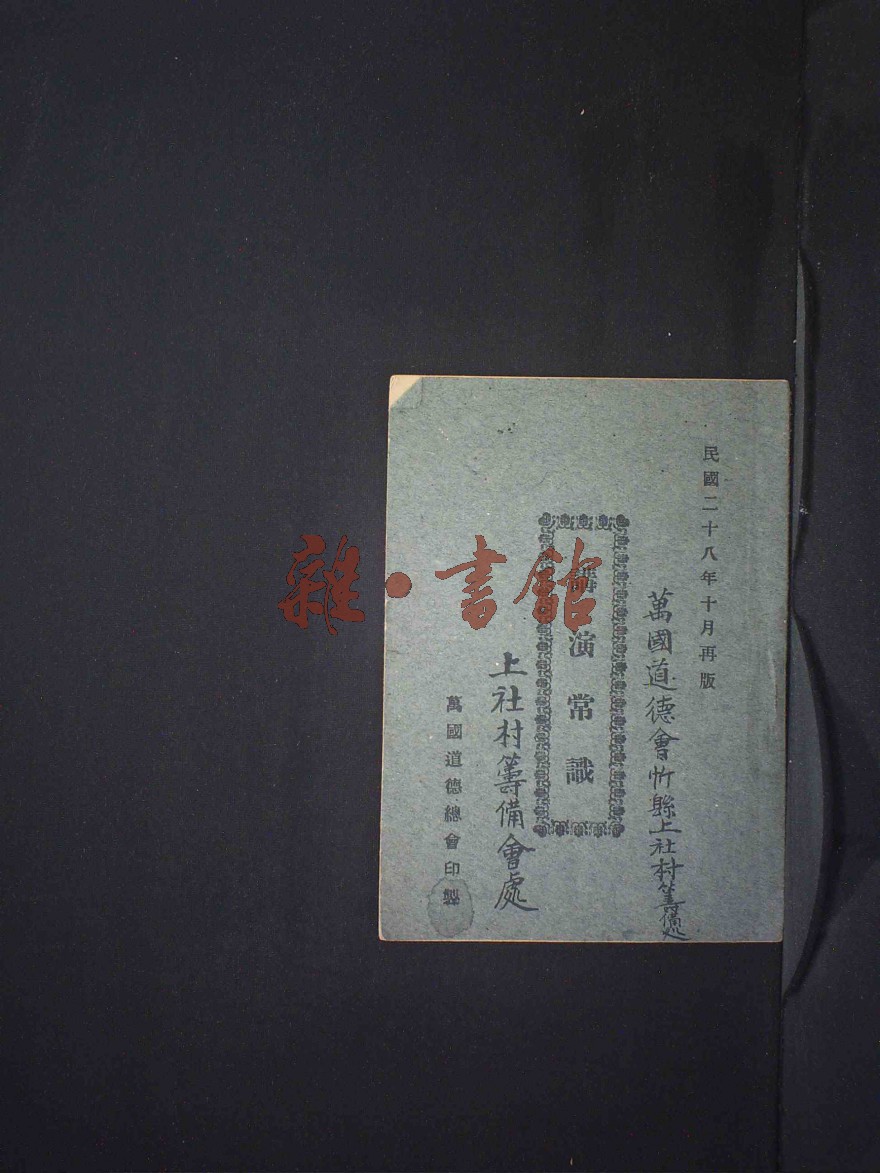 民國二十八年十月再版
萬國道德會忻縣上社村籌備处
講演常識
上社村籌備會處
萬國道德總會印製
雜·書館